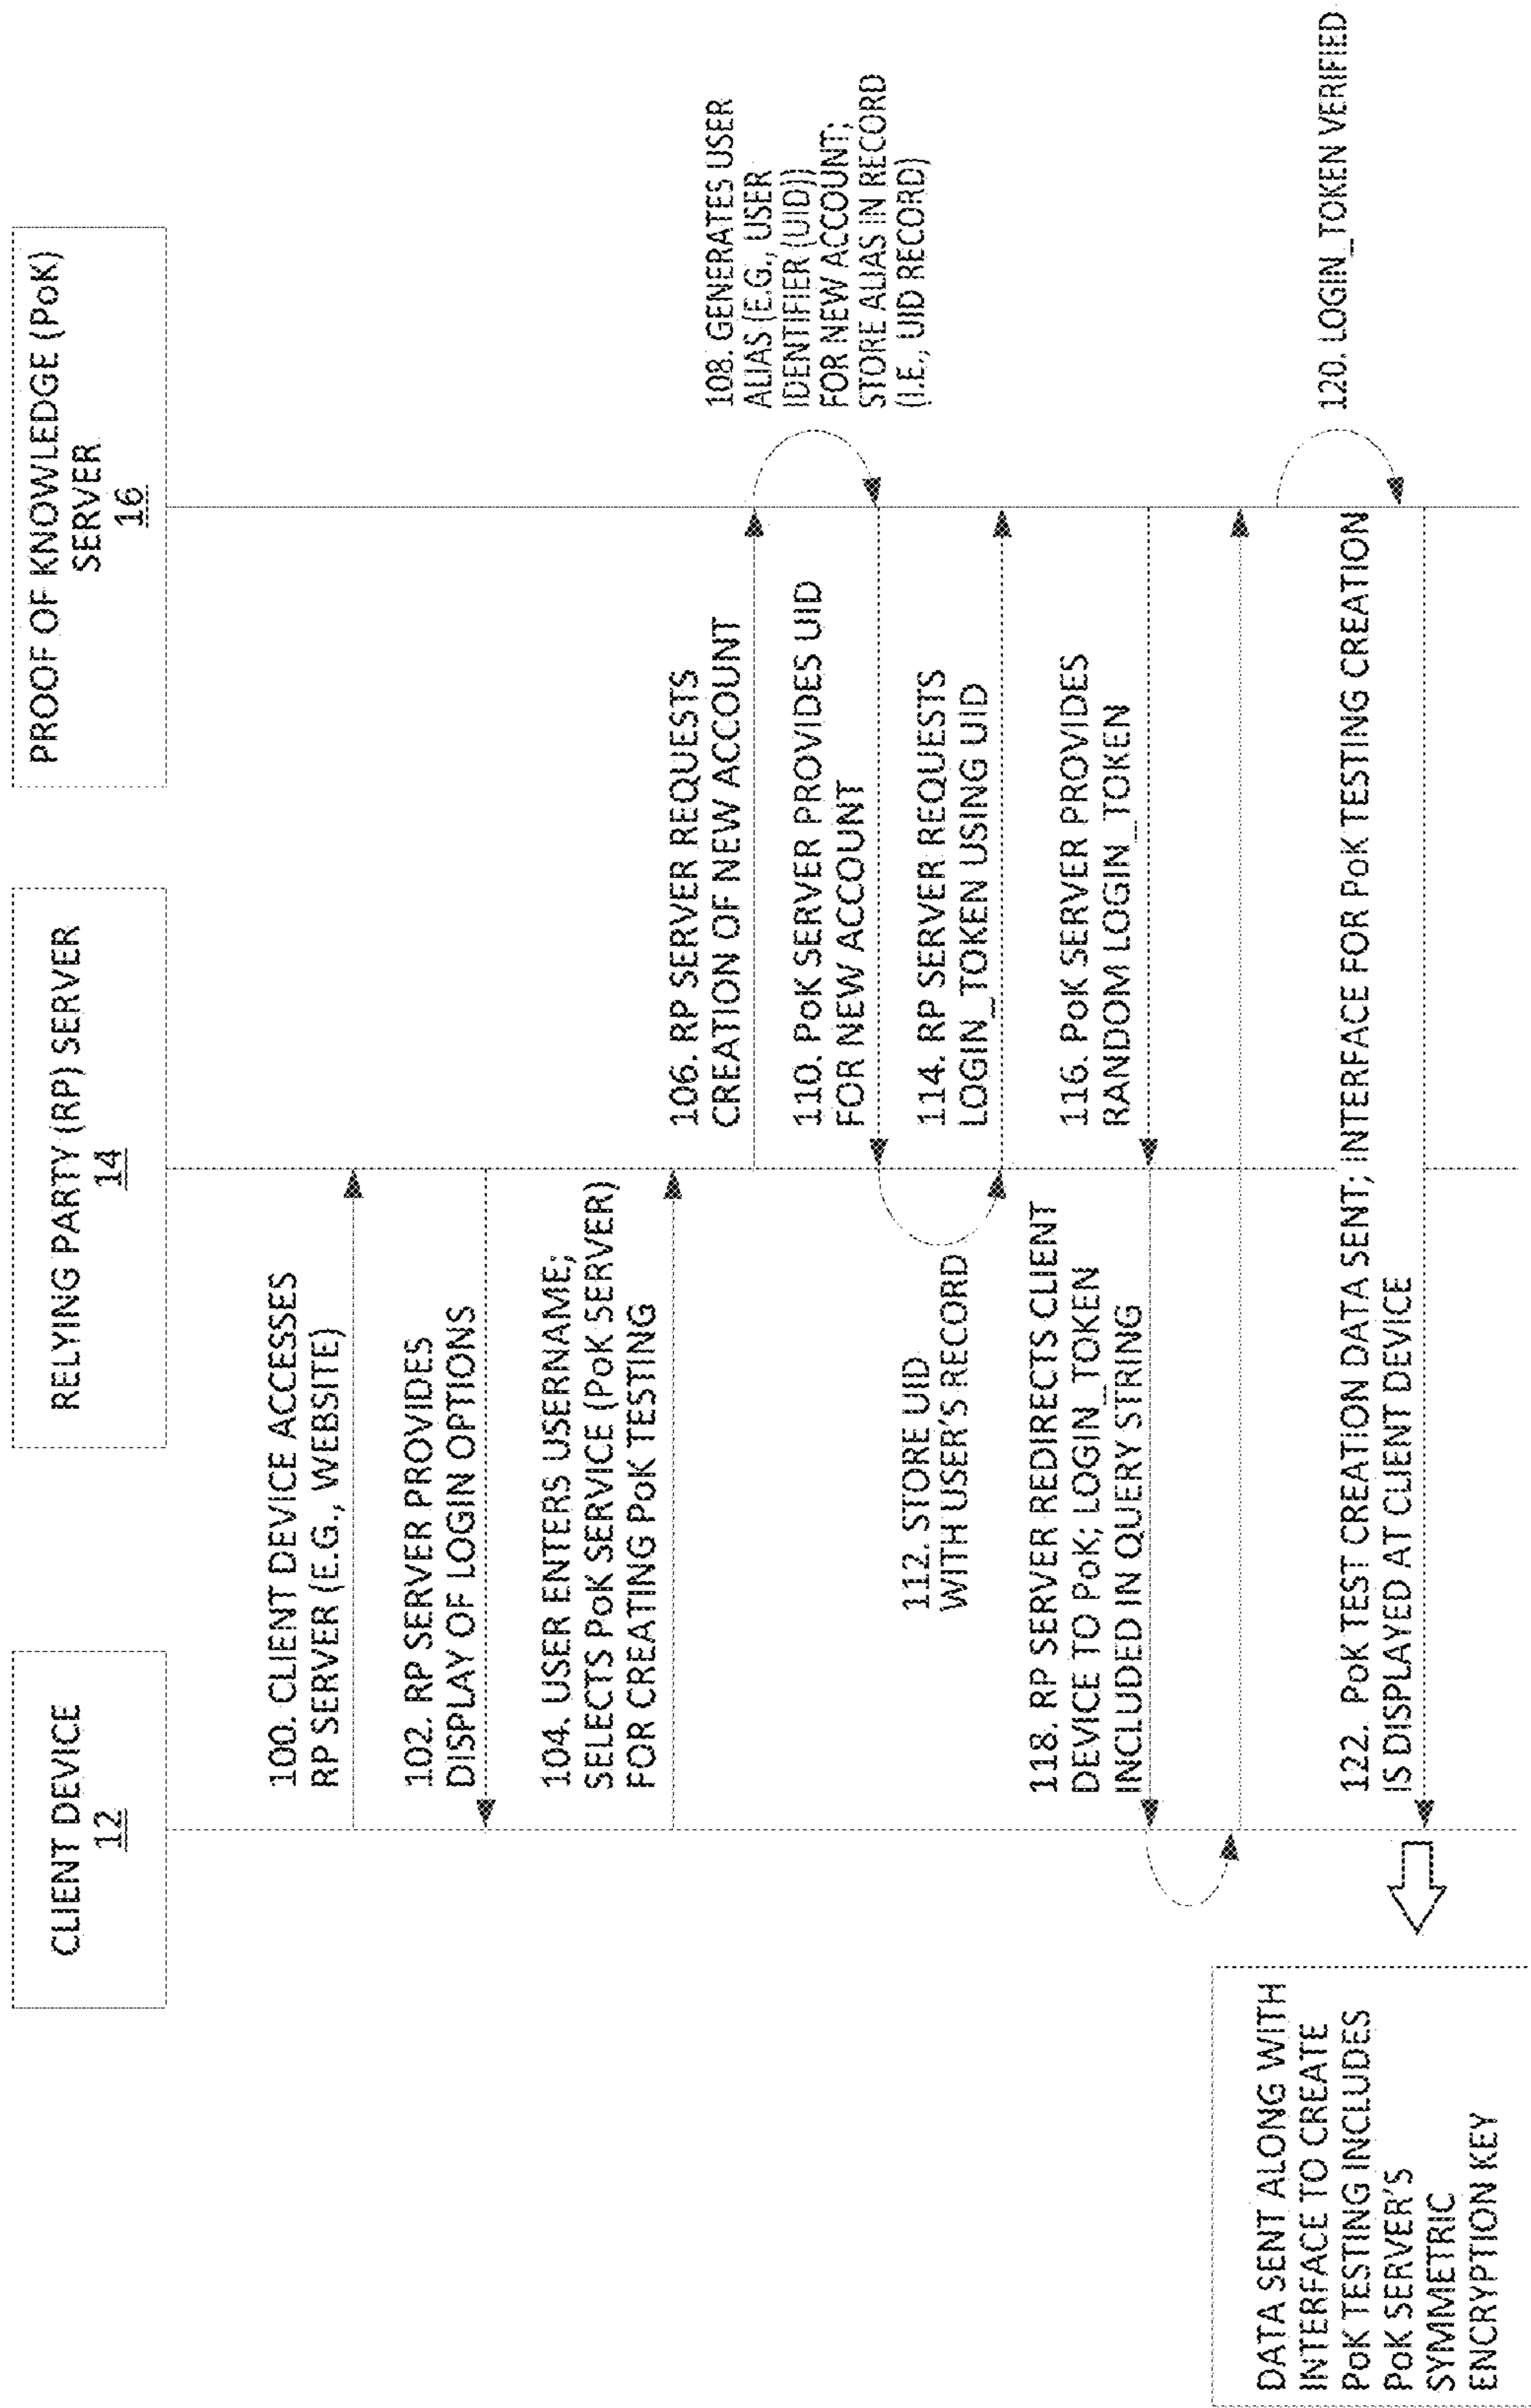 CLIENT DEVICE
12
RELYING PARTY (RP) SERVER
14
PROOF OF KNOWLEDGE (PoK)
SERVER
16
100. CLIENT DEVICE ACCESSES
RP SERVER (E.G., WEBSITE)
102. RP SERVER PROVIDES
DISPLAY OF LOGIN OPTIONS
104. USER ENTERS USERNAME;
SELECTS PoK SERVICE (PoK SERVER)
FOR CREATING PoK TESTING
106. RP SERVER REQUESTS
CREATION OF NEW ACCOUNT
108. GENERATES USER
ALIAS (E.G., USER
IDENTIFIER (UID))
FOR NEW ACCOUNT;
STORE ALIAS IN RECORD
(I.E., UID RECORD)
110. PoK SERVER PROVIDES UID
FOR NEW ACCOUNT
112. STORE UID
WITH USER'S RECORD
114. RP SERVER REQUESTS
LOGIN_TOKEN USING UID
116. PoK SERVER PROVIDES
RANDOM LOGIN_TOKEN
118. RP SERVER REDIRECTS CLIENT
DEVICE TO PoK; LOGIN_TOKEN
INCLUDED IN QUERY STRING
120. LOGIN_TOKEN VERIFIED
122. PoK TEST CREATION DATA SENT; INTERFACE FOR PoK TESTING CREATION
IS DISPLAYED AT CLIENT DEVICE
DATA SENT ALONG WITH
INTERFACE TO CREATE
PoK TESTING INCLUDES
PoK SERVER'S
SYMMETRIC
ENCRYPTION KEY